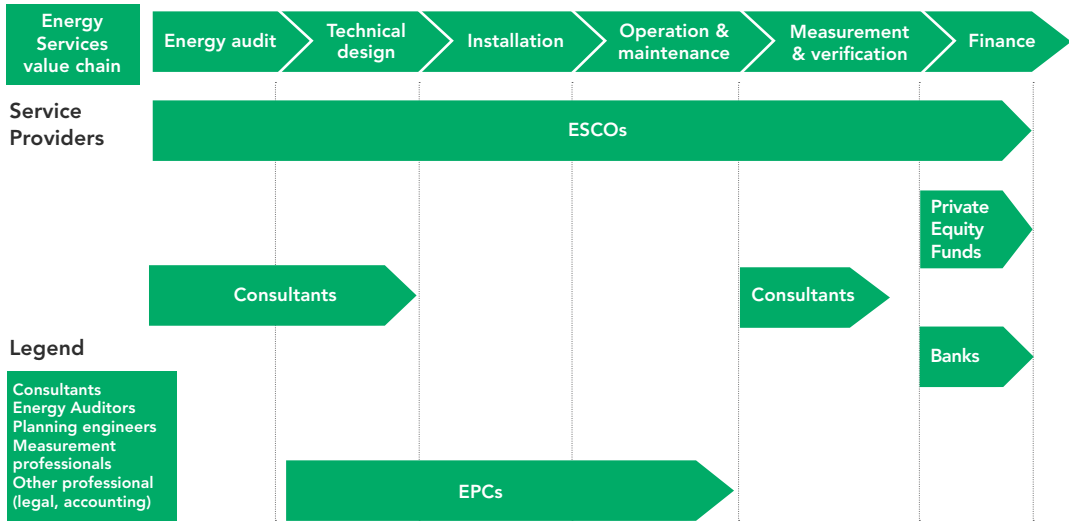 Energy
Services
value chain
Energy audit
Technical
design
Installation
Operation &
maintenance
Measurement
& verification
Finance
Service
Providers
ESCOs
Private
Equity
Funds
Consultants
Consultants
Banks
Legend
Consultants
Energy Auditors
Planning engineers
Measurement
professionals
Other professional
(legal, accounting)
EPCs